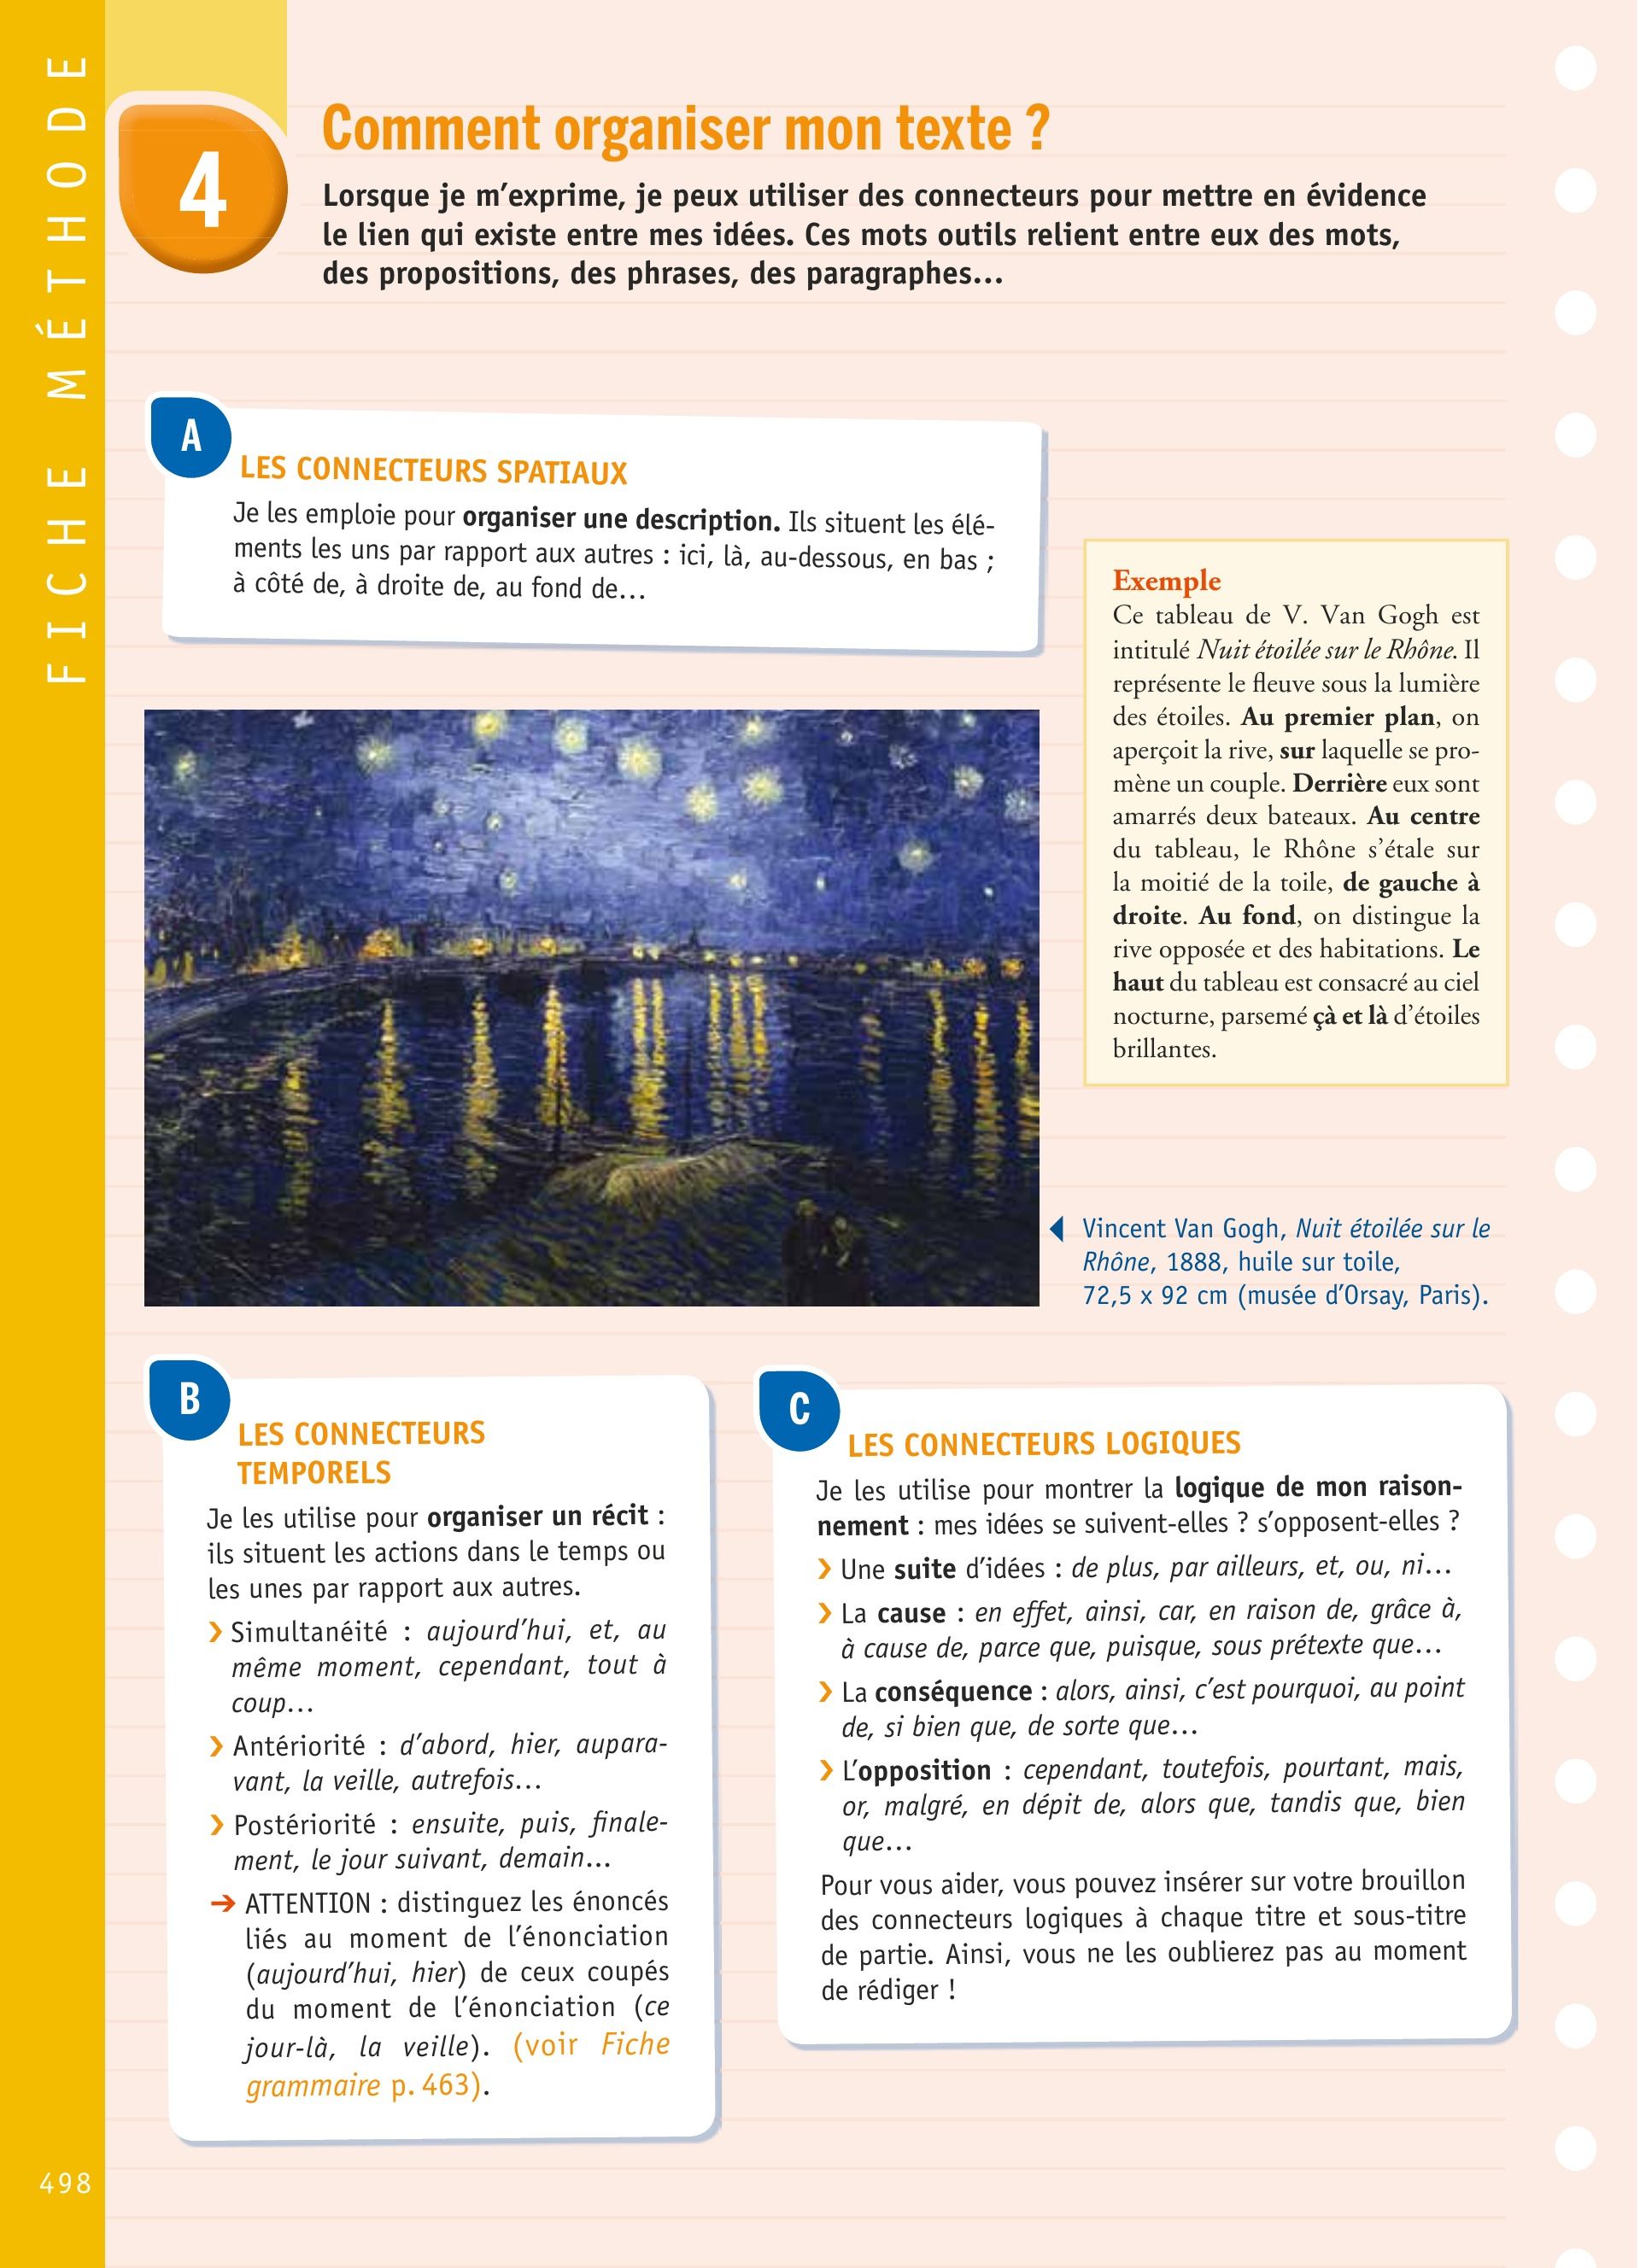 FICHE MÉTHODE
4
Comment organiser mon texte ?
Lorsque je m’exprime, je peux utiliser des connecteurs pour mettre en évidence
le lien qui existe entre mes idées. Ces mots outils relient entre eux des mots,
des propositions, des phrases, des paragraphes…
A
LES CONNECTEURS SPATIAUX
Je les emploie pour organiser une description. Ils situent les élé-
ments les uns par rapport aux autres : ici, là, au-dessous, en bas ;
à côté de, à droite de, au fond de…
Exemple
Ce tableau de V. Van Gogh est
intitulé Nuit étoilée sur le Rhône. Il
représente le fleuve sous la lumière
des étoiles. Au premier plan, on
aperçoit la rive, sur laquelle se pro-
mène un couple. Derrière eux sont
amarrés deux bateaux. Au centre
du tableau, le Rhône s’étale sur
la moitié de la toile, de gauche à
droite. Au fond, on distingue la
rive opposée et des habitations. Le
haut du tableau est consacré au ciel
nocturne, parsemé çà et là d’étoiles
brillantes.
Vincent Van Gogh, Nuit étoilée sur le
Rhône, 1888, huile sur toile,
72,5 x 92 cm (musée d’Orsay, Paris).
B
LES CONNECTEURS
TEMPORELS
Je les utilise pour organiser un récit :
ils situent les actions dans le temps ou
les unes par rapport aux autres.
› Simultanéité : aujourd’hui, et, au
même moment, cependant, tout à
coup…
› Antériorité : d’abord, hier, aupara-
vant, la veille, autrefois…
› Postériorité : ensuite, puis, finale-
ment, le jour suivant, demain…
➔ ATTENTION : distinguez les énoncés
liés au moment de l’énonciation
(aujourd’hui, hier) de ceux coupés
du moment de l’énonciation (ce
jour-là, la veille). (voir Fiche
grammaire p. 463).
C
LES CONNECTEURS LOGIQUES
Je les utilise pour montrer la logique de mon raison-
nement : mes idées se suivent-elles ? s’opposent-elles ?
› Une suite d’idées : de plus, par ailleurs, et, ou, ni…
› La cause : en effet, ainsi, car, en raison de, grâce à,
à cause de, parce que, puisque, sous prétexte que…
› La conséquence : alors, ainsi, c’est pourquoi, au point
de, si bien que, de sorte que…
› L’opposition : cependant, toutefois, pourtant, mais,
or, malgré, en dépit de, alors que, tandis que, bien
que…
Pour vous aider, vous pouvez insérer sur votre brouillon
des connecteurs logiques à chaque titre et sous-titre
de partie. Ainsi, vous ne les oublierez pas au moment
de rédiger !
498